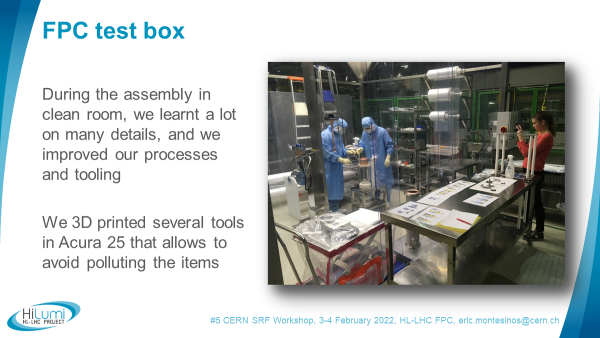 FPC test box
During the assembly in
clean room, we learnt a lot
on many details, and we
improved our processes
and tooling
We 3D printed several tools
in Acura 25 that allows to
avoid polluting the items
HiLumi
HL-LHC PROJECT
#5 CERN SRF Workshop, 3-4 February 2022, HL-LHC FPC, eric.montesinos@cern.ch